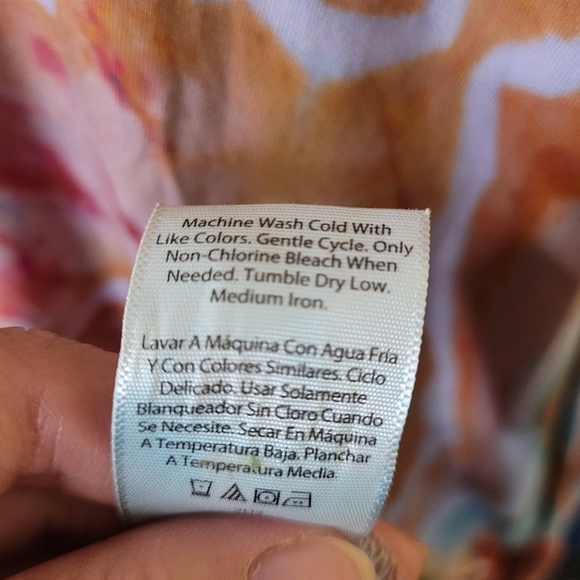 Machine Wash Cold With
Like Colors. Gentle Cycle. Only
Non-Chlorine Bleach When
Needed. Tumble Dry Low.
Medium Iron.
Lavar A Máquina Con Agua Fria
Y Con Colores Similares. Ciclo
Delicado. Usar Solamente
Blanqueador Sin Cloro Cuando
Se Necesite. Secar En Máquina
A Temperatura Baja. Planchar
A Temperatura Media.